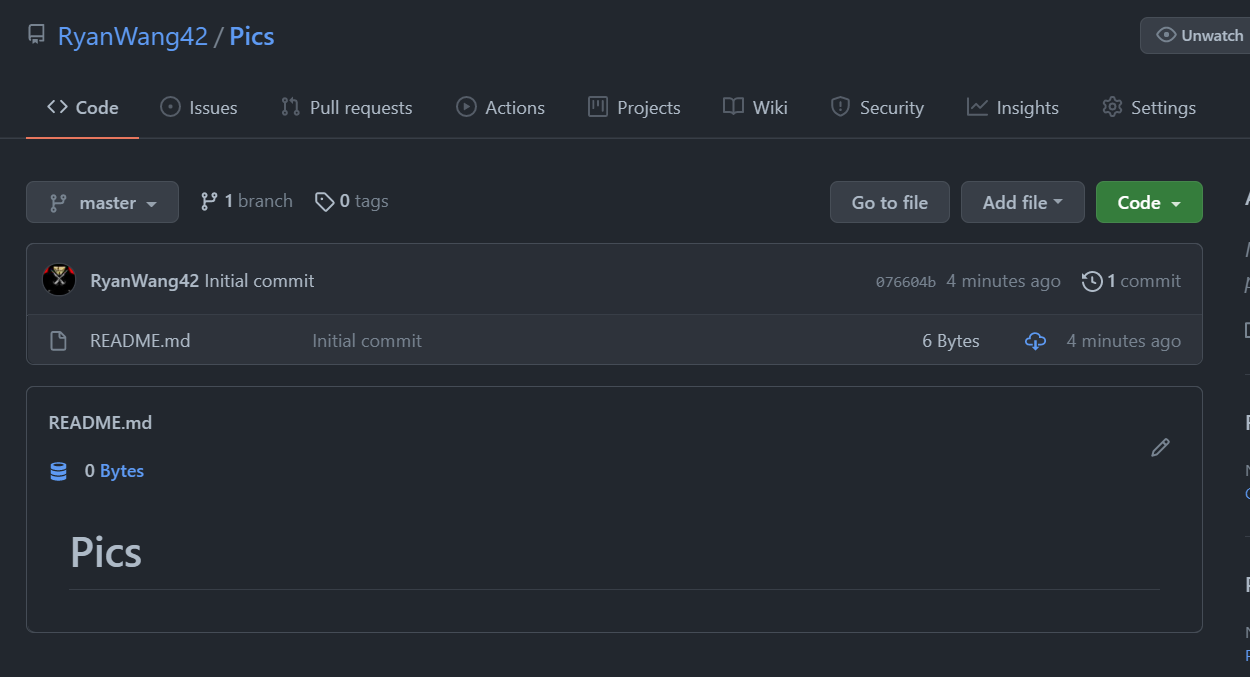 RyanWang42 / Pics
Unwatch
Code Issues Pull requests Actions Projects Wiki Security Insights Settings
master 1 branch 0 tags Go to file Add file Code
RyanWang42 Initial commit 076604b 4 minutes ago 1 commit
README.md Initial commit 6 Bytes 4 minutes ago
README.md
0 Bytes
Pics